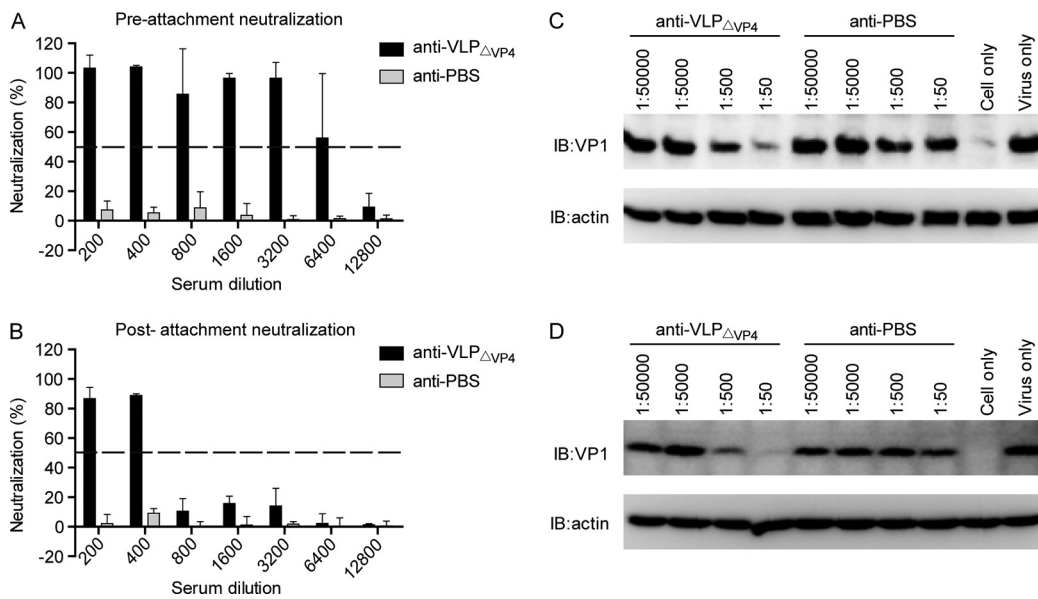 A
Pre-attachment neutralization
anti-VLP△VP4
anti-PBS
Neutralization (%)
120
100
80
60
40
20
0
-20
200 400 800 1600 3200 6400 12800
Serum dilution
B
Post- attachment neutralization
anti-VLP△VP4
anti-PBS
Neutralization (%)
120
100
80
60
40
20
0
-20
200 400 800 1600 3200 6400 12800
Serum dilution
C
anti-VLP△VP4 anti-PBS
1:50000 1:5000 1:500 1:50 1:50000 1:5000 1:500 1:50 Cell only Virus only
IB:VP1
IB:actin
D
anti-VLP△VP4 anti-PBS
1:50000 1:5000 1:500 1:50 1:50000 1:5000 1:500 1:50 Cell only Virus only
IB:VP1
IB:actin